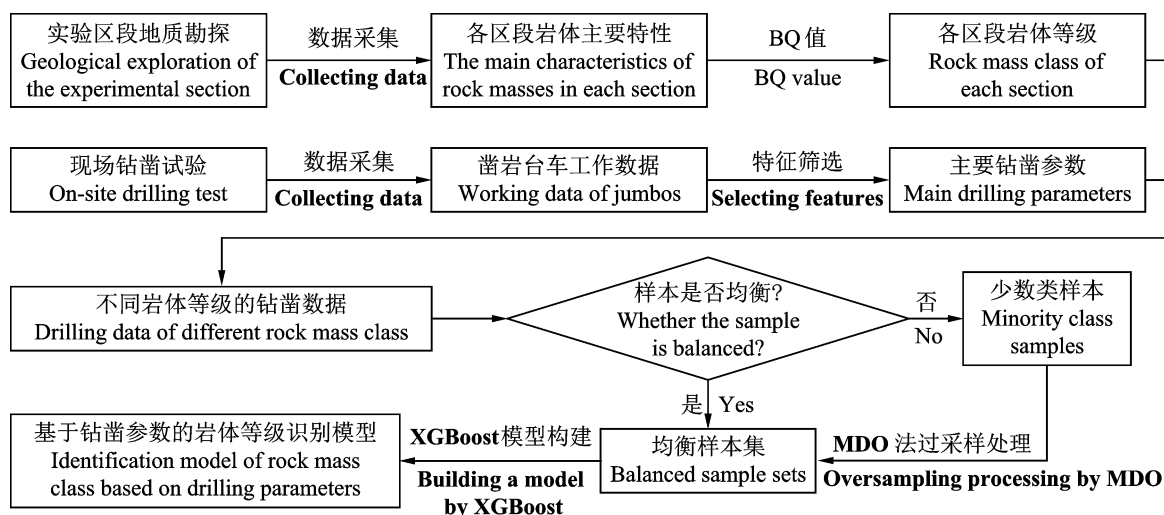 实验区段地质勘探
Geological exploration of
the experimental section
数据采集
Collecting data
各区段岩体主要特性
The main characteristics of
rock masses in each section
BQ值
BQ value
各区段岩体等级
Rock mass class of
each section
现场钻凿试验
On-site drilling test
数据采集
Collecting data
凿岩台车工作数据
Working data of jumbos
特征筛选
Selecting features
主要钻凿参数
Main drilling parameters
不同岩体等级的钻凿数据
Drilling data of different rock mass class
样本是否均衡?
Whether the sample
is balanced?
否
No
少数类样本
Minority class
samples
是 Yes
MDO 法过采样处理
Oversampling processing by MDO
均衡样本集
Balanced sample sets
XGBoost模型构建
Building a model
by XGBoost
基于钻凿参数的岩体等级识别模型
Identification model of rock mass
class based on drilling parameters